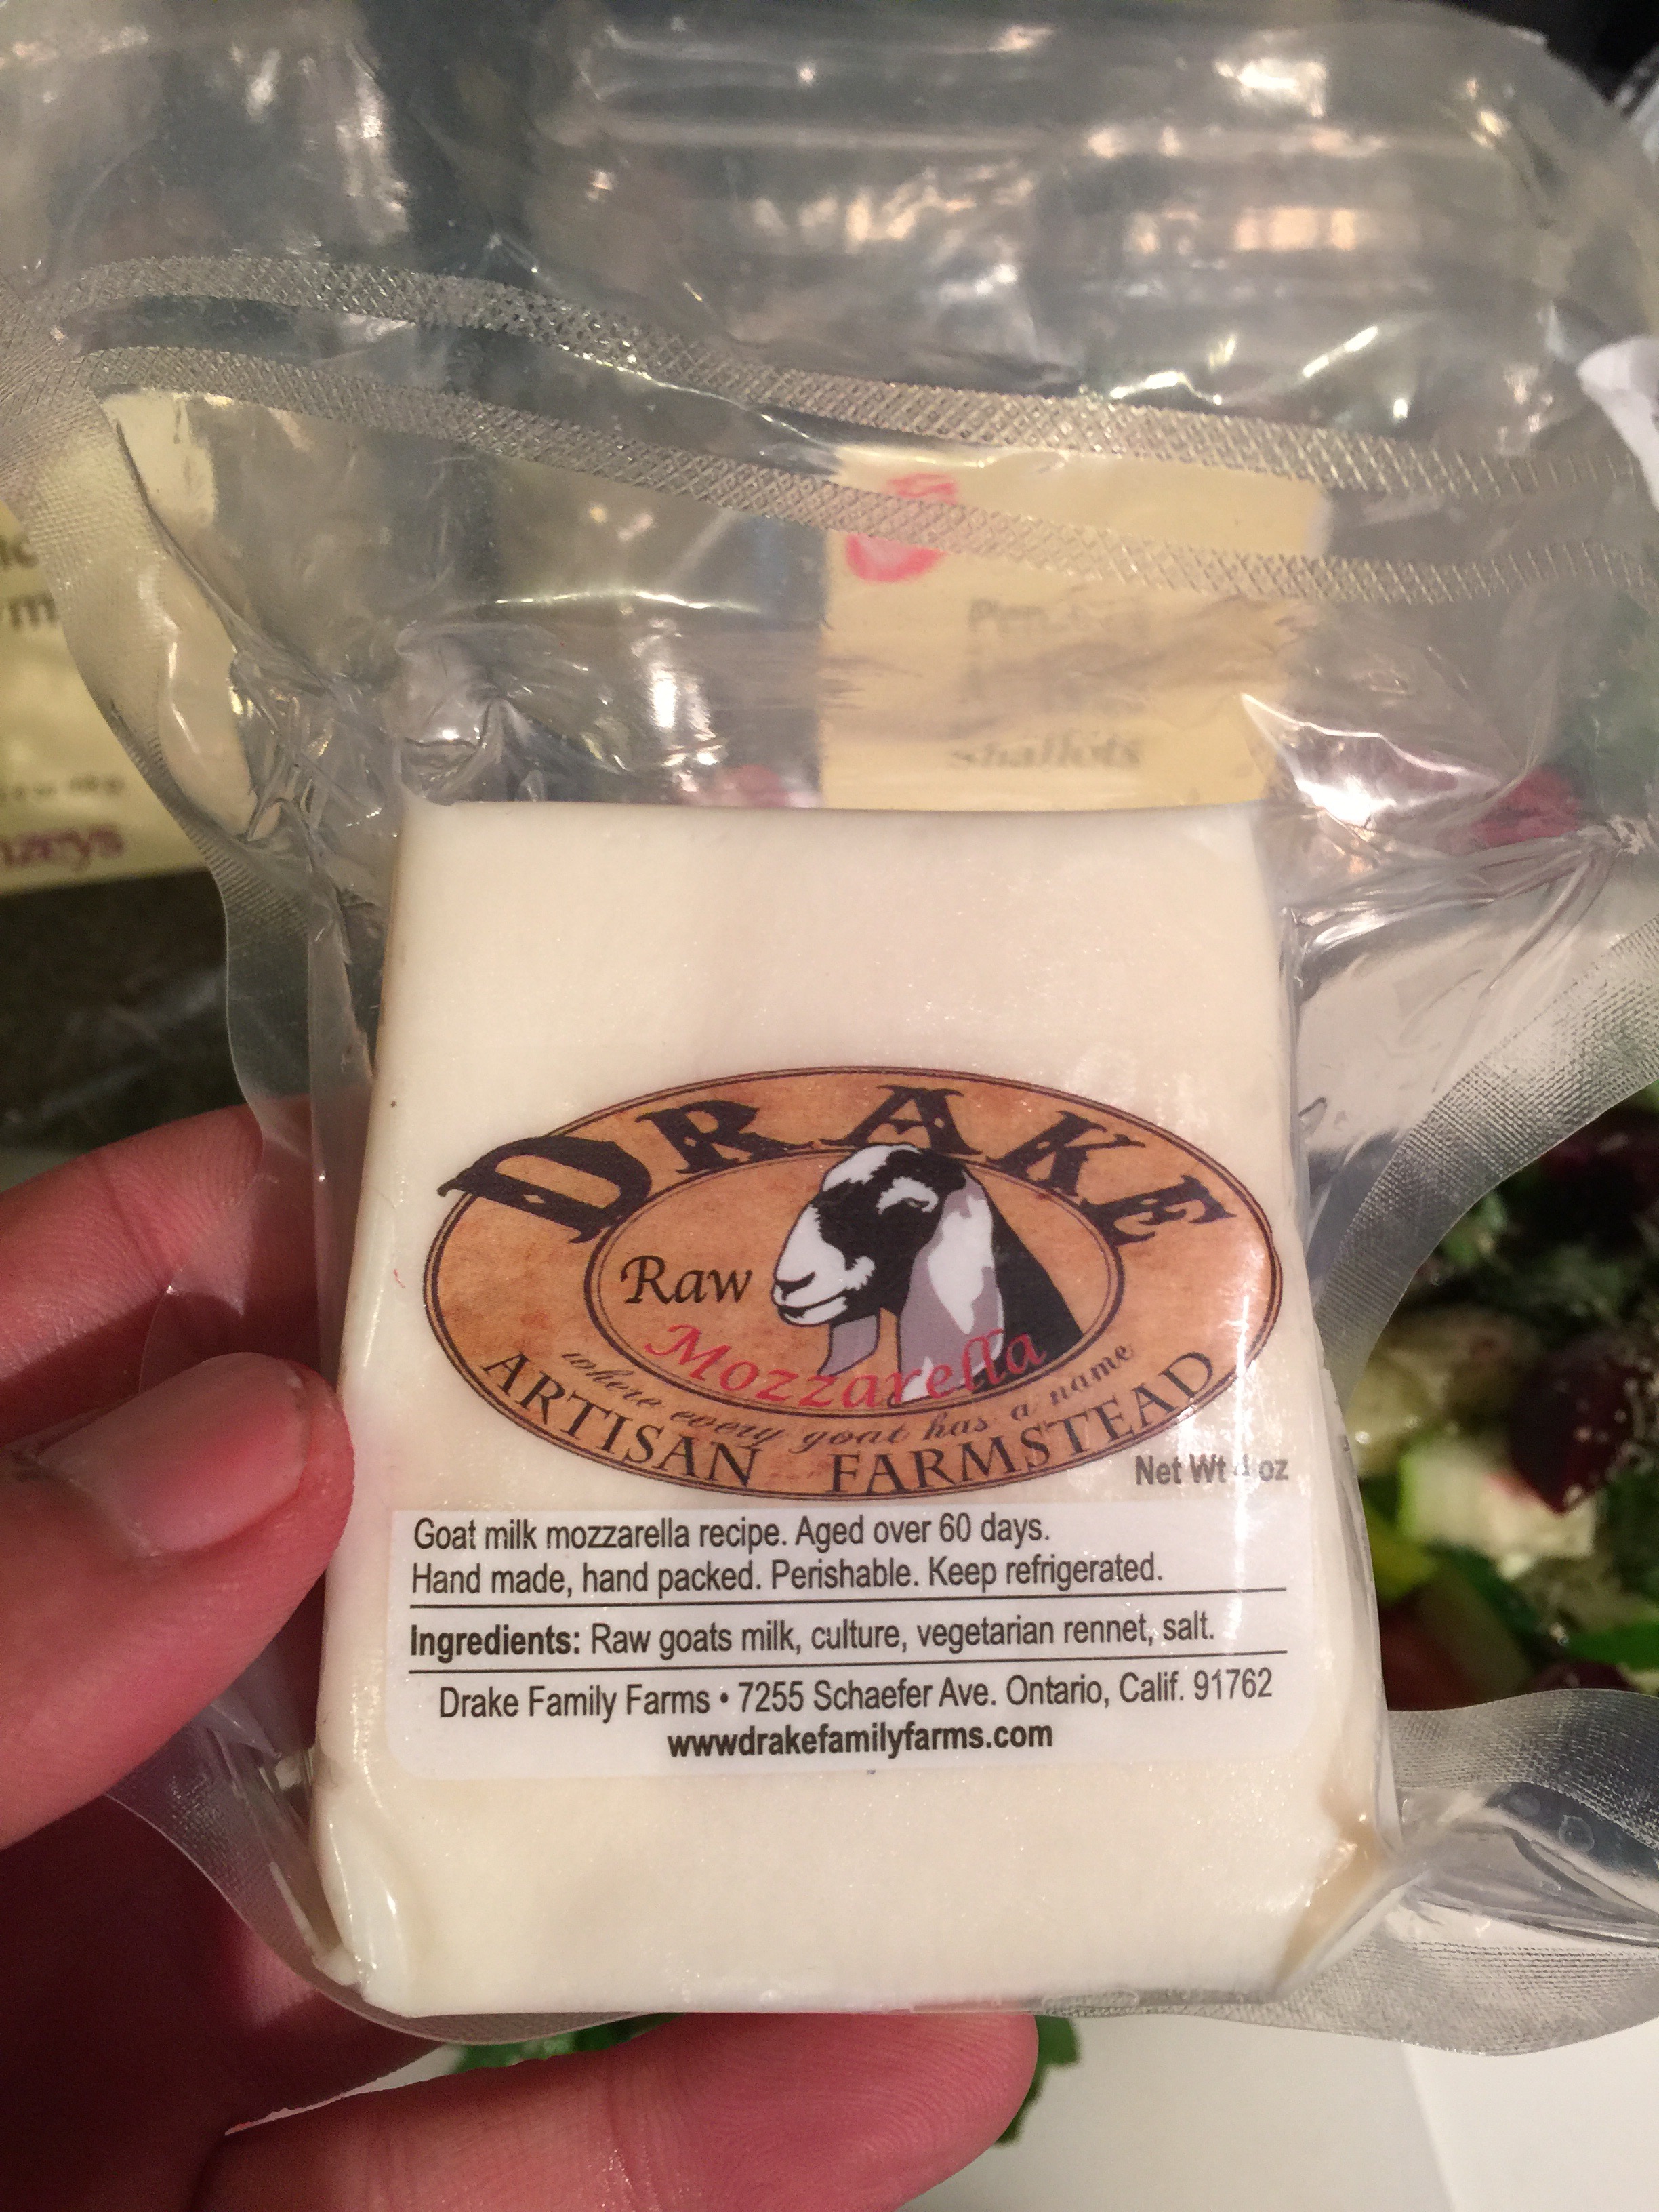 shallots
DRAKE
Raw
Mozzarella
where every goat has a name
ARTISAN FARMSTEAD
Net Wt 4 oz
Goat milk mozzarella recipe. Aged over 60 days.
Hand made, hand packed. Perishable. Keep refrigerated.
Ingredients: Raw goats milk, culture, vegetarian rennet, salt.
Drake Family Farms • 7255 Schaefer Ave. Ontario, Calif. 91762
wwwdrakefamilyfarms.com